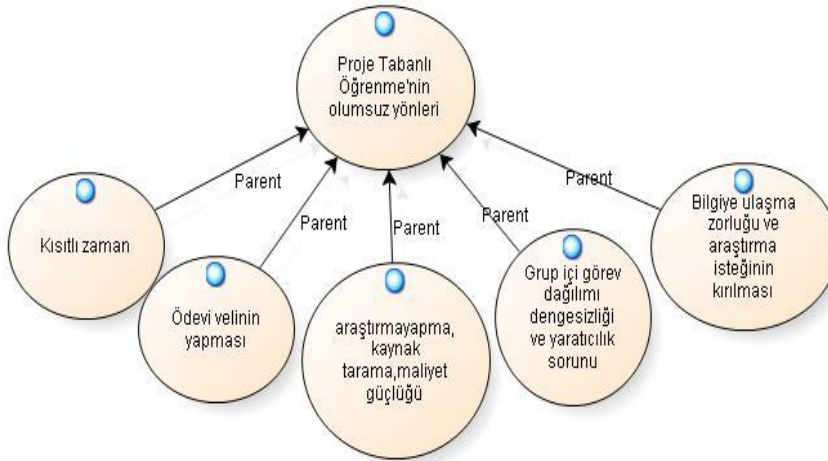 Proje Tabanlı
Öğrenme'nin
olumsuz yönleri
Parent
Parent
Parent
Parent
Parent
Kısıtlı zaman
Ödevi velinin
yapması
araştırmayapma,
kaynak
tarama,maliyet
güçlüğü
Grup içi görev
dağılımı
dengesizliği
ve yaratıcılık
sorunu
Bilgiye ulaşma
zorluğu ve
araştırma
isteğinin
kırılması